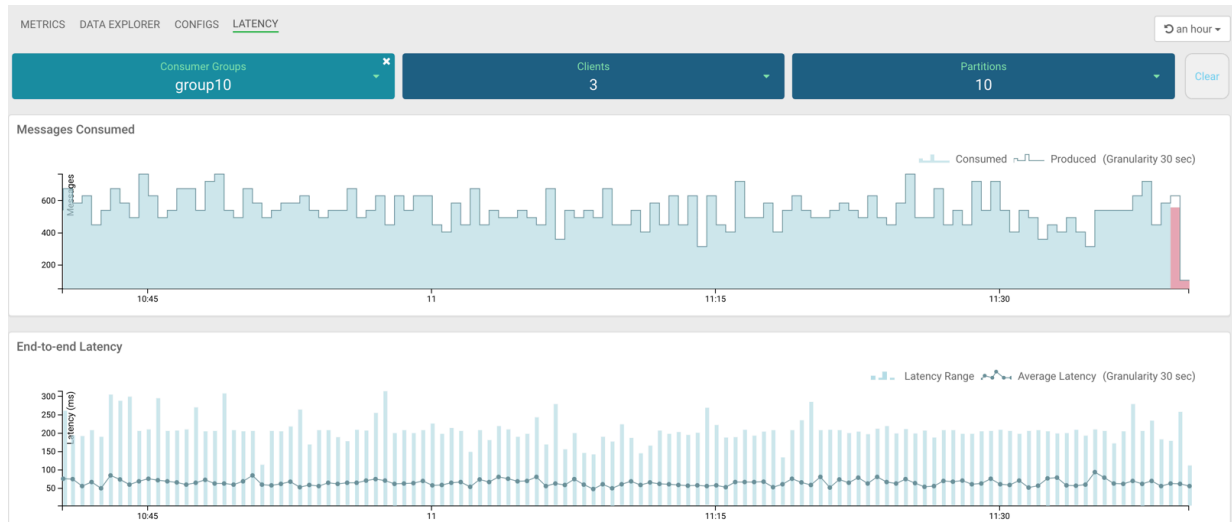 METRICS DATA EXPLORER CONFIGS LATENCY
an hour
Consumer Groups
group10
Clients
3
Partitions
10
Clear
Messages Consumed
Consumed Produced (Granularity 30 sec)
Messages
600
400
200
10:45 11 11:15 11:30
End-to-end Latency
Latency Range Average Latency (Granularity 30 sec)
Latency (ms)
300
250
200
150
100
50
10:45 11 11:15 11:30